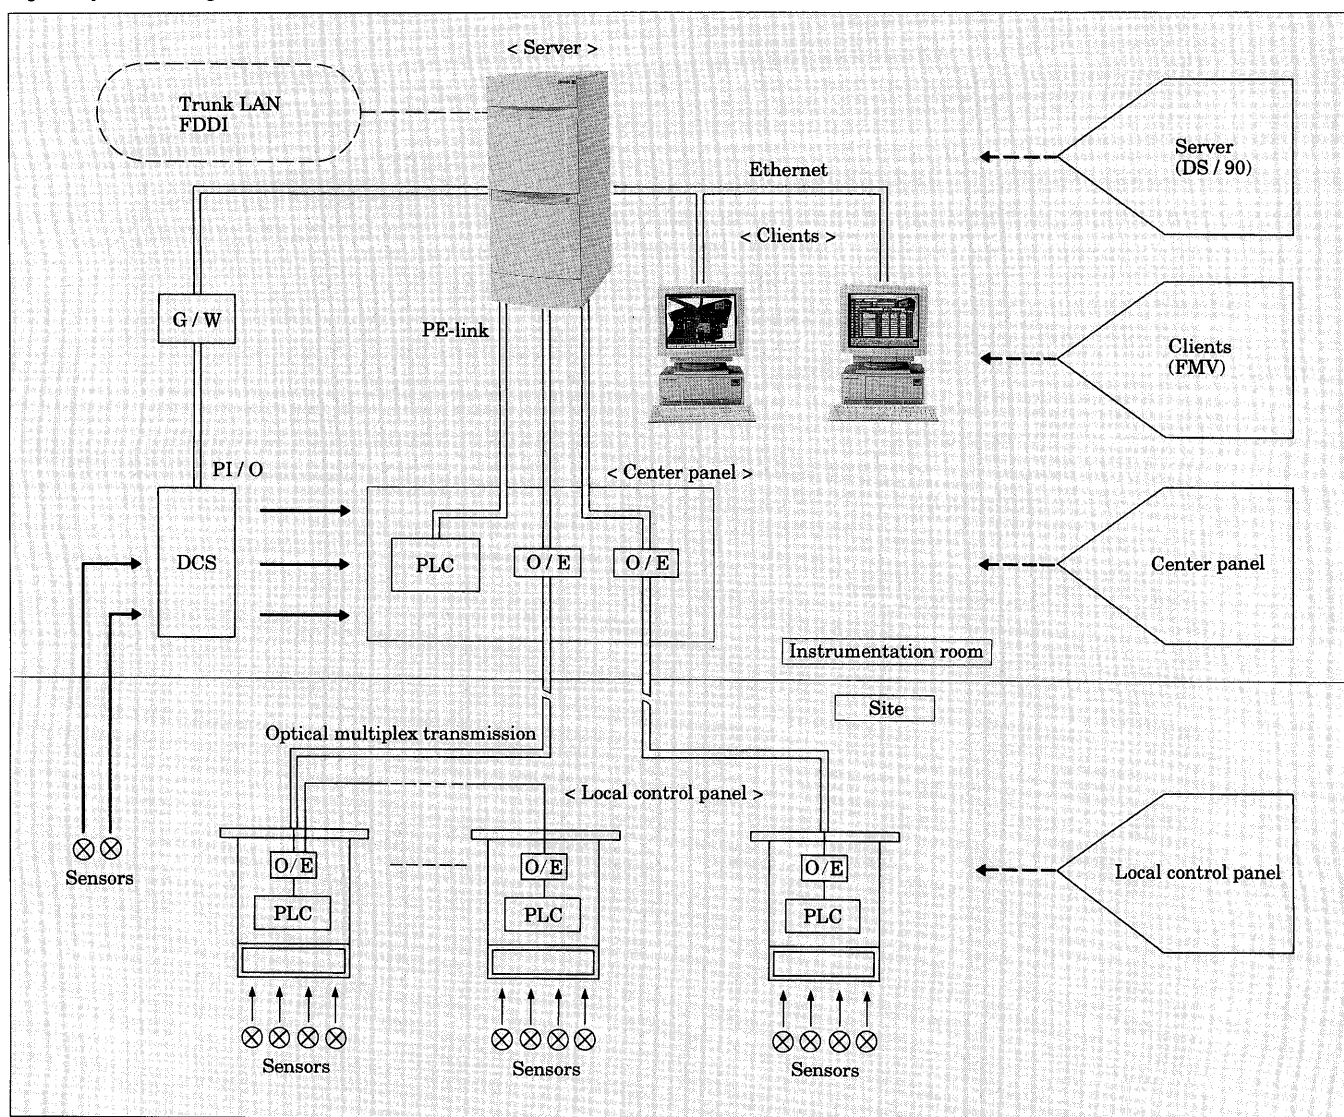 < Server >
Trunk LAN
FDDI
Server
(DS / 90)
Ethernet
< Clients >
G / W
PE-link
Clients
(FMV)
PI / O
< Center panel >
DCS
PLC
O / E
O / E
Center panel
Instrumentation room
Site
Optical multiplex transmission
< Local control panel >
Sensors
O/E
O/E
O/E
Local control panel
PLC
PLC
PLC
Sensors
Sensors
Sensors